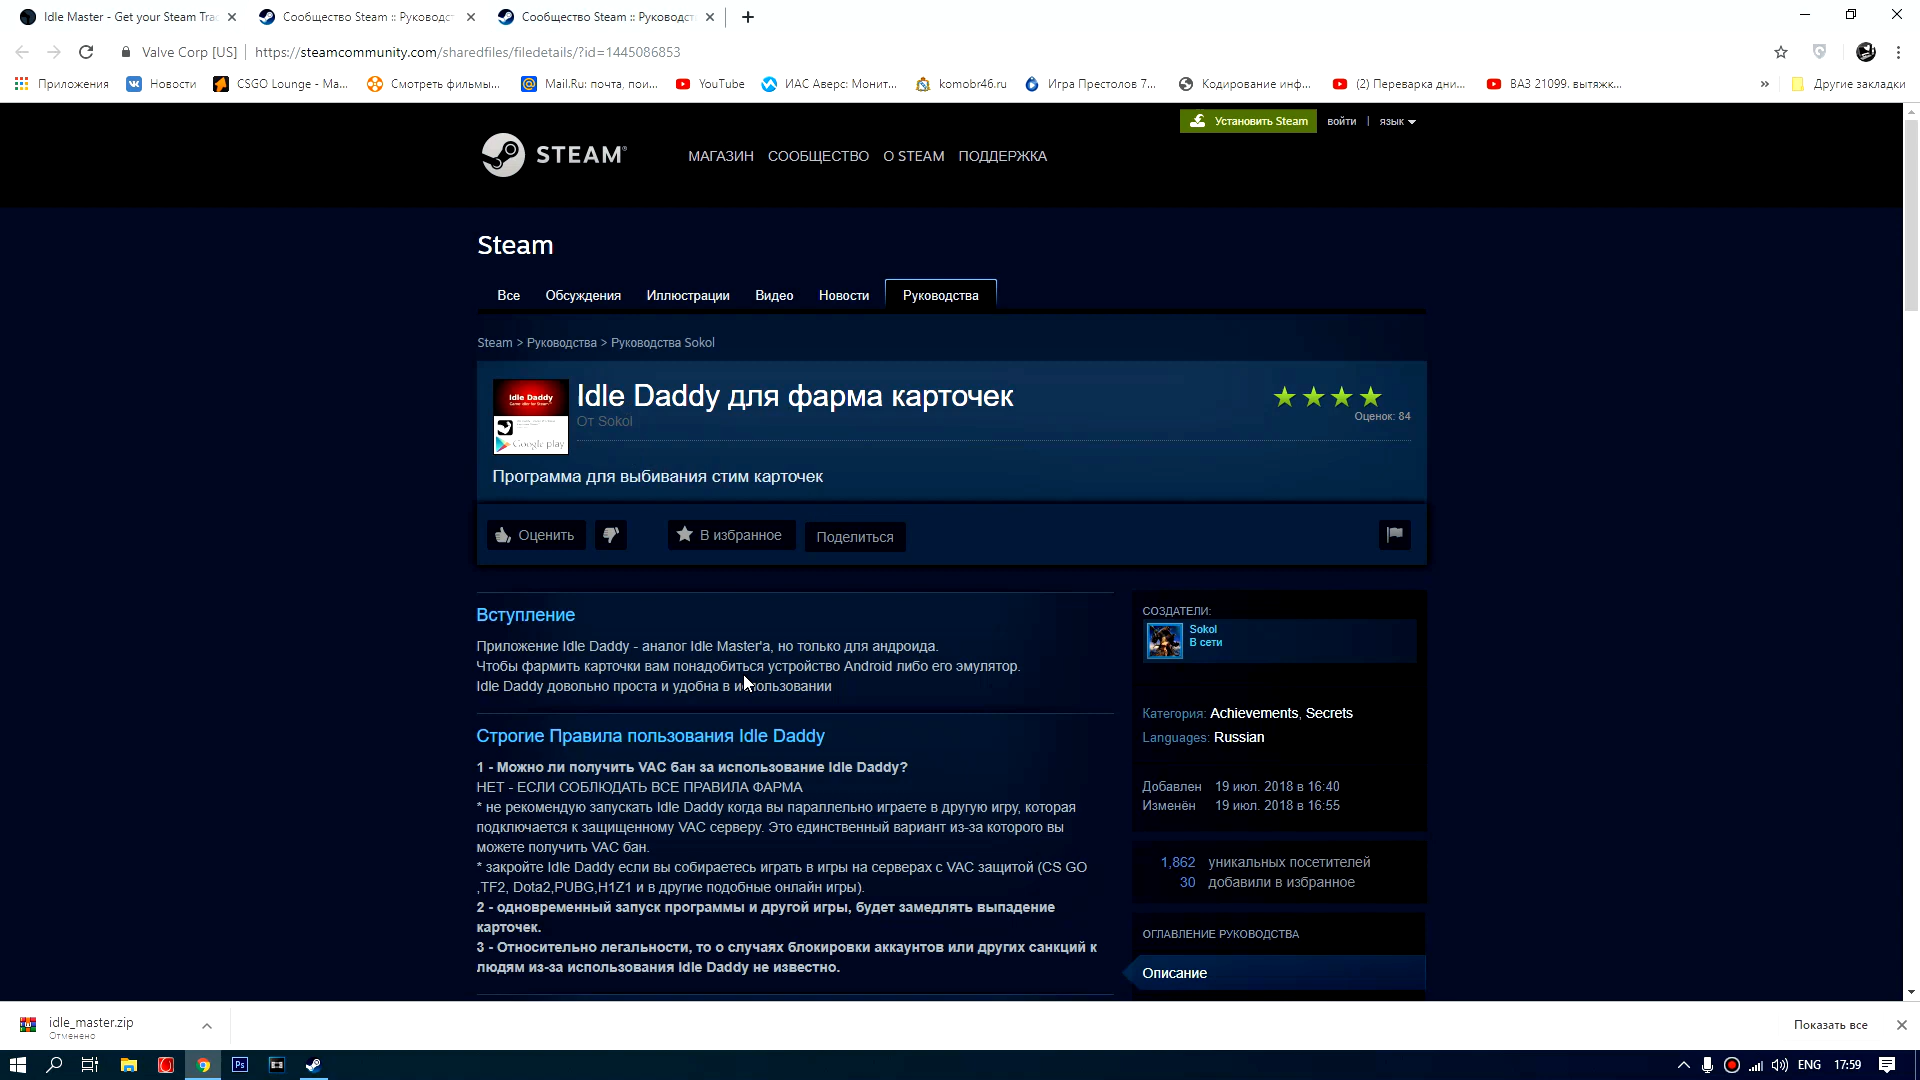 Idle Master - Get your Steam Tra
Сообщество Steam :: Руководст
Сообщество Steam :: Руководст
Valve Corp [US]
https://steamcommunity.com/sharedfiles/filedetails/?id=1445086853
Приложения
Новости
CSGO Lounge - Ma...
Смотреть фильмы...
Mail.Ru: почта, пои...
YouTube
ИАС Аверс: Монит...
komobr46.ru
Игра Престолов 7...
Кодирование инф...
(2) Переварка дни...
ВАЗ 21099. вытяжк...
»
Другие закладки
Установить Steam
войти | язык
STEAM
МАГАЗИН СООБЩЕСТВО О STEAM ПОДДЕРЖКА
Steam
Все Обсуждения Иллюстрации Видео Новости Руководства
Steam > Руководства > Руководства Sokol
Idle Daddy
Google play
Idle Daddy для фарма карточек
От Sokol
Оценок: 84
Программа для выбивания стим карточек
Оценить
В избранное
Поделиться
Вступление
Приложение Idle Daddy - аналог Idle Master'a, но только для андроида.
Чтобы фармить карточки вам понадобиться устройство Android либо его эмулятор.
Idle Daddy довольно проста и удобна в использовании
Строгие Правила пользования Idle Daddy
1 - Можно ли получить VAC бан за использование Idle Daddy?
НЕТ - ЕСЛИ СОБЛЮДАТЬ ВСЕ ПРАВИЛА ФАРМА
* не рекомендую запускать Idle Daddy когда вы параллельно играете в другую игру, которая
подключается к защищенному VAC серверу. Это единственный вариант из-за которого вы
можете получить VAC бан.
* закройте Idle Daddy если вы собираетесь играть в игры на серверах с VAC защитой (CS GO
,TF2, Dota2,PUBG,H1Z1 и в другие подобные онлайн игры).
2 - одновременный запуск программы и другой игры, будет замедлять выпадение
карточек.
3 - Относительно легальности, то о случаях блокировки аккаунтов или других санкций к
людям из-за использования Idle Daddy не известно.
СОЗДАТЕЛИ:
Sokol
В сети
Категория: Achievements, Secrets
Languages: Russian
Добавлен 19 июл. 2018 в 16:40
Изменён 19 июл. 2018 в 16:55
1,862 уникальных посетителей
30 добавили в избранное
ОГЛАВЛЕНИЕ РУКОВОДСТВА
Описание
idle_master.zip
Отменено
Показать все
Ps
ENG
17:59